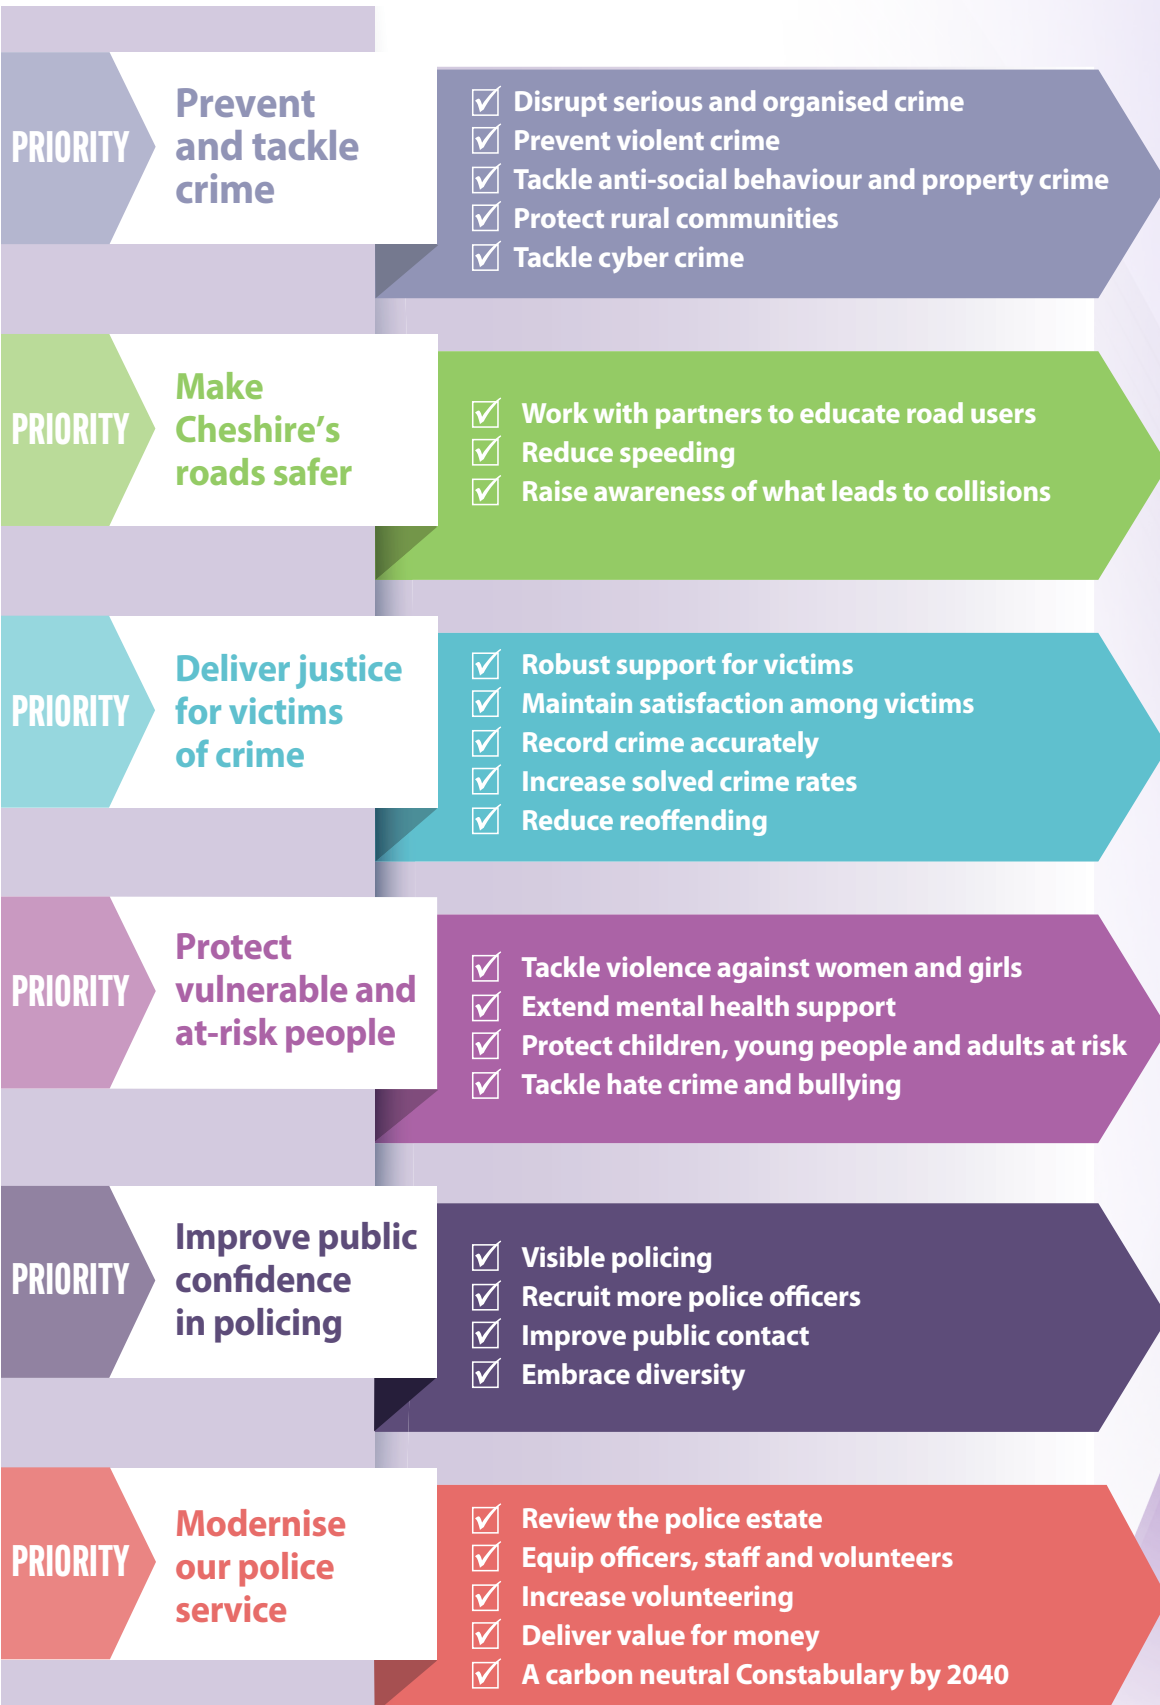 PRIORITY
Prevent
and tackle
crime
Disrupt serious and organised crime
Prevent violent crime
Tackle anti-social behaviour and property crime
Protect rural communities
Tackle cyber crime
PRIORITY
Make
Cheshire’s
roads safer
Work with partners to educate road users
Reduce speeding
Raise awareness of what leads to collisions
PRIORITY
Deliver justice
for victims
of crime
Robust support for victims
Maintain satisfaction among victims
Record crime accurately
Increase solved crime rates
Reduce reoffending
PRIORITY
Protect
vulnerable and
at-risk people
Tackle violence against women and girls
Extend mental health support
Protect children, young people and adults at risk
Tackle hate crime and bullying
PRIORITY
Improve public
confidence
in policing
Visible policing
Recruit more police officers
Improve public contact
Embrace diversity
PRIORITY
Modernise
our police
service
Review the police estate
Equip officers, staff and volunteers
Increase volunteering
Deliver value for money
A carbon neutral Constabulary by 2040